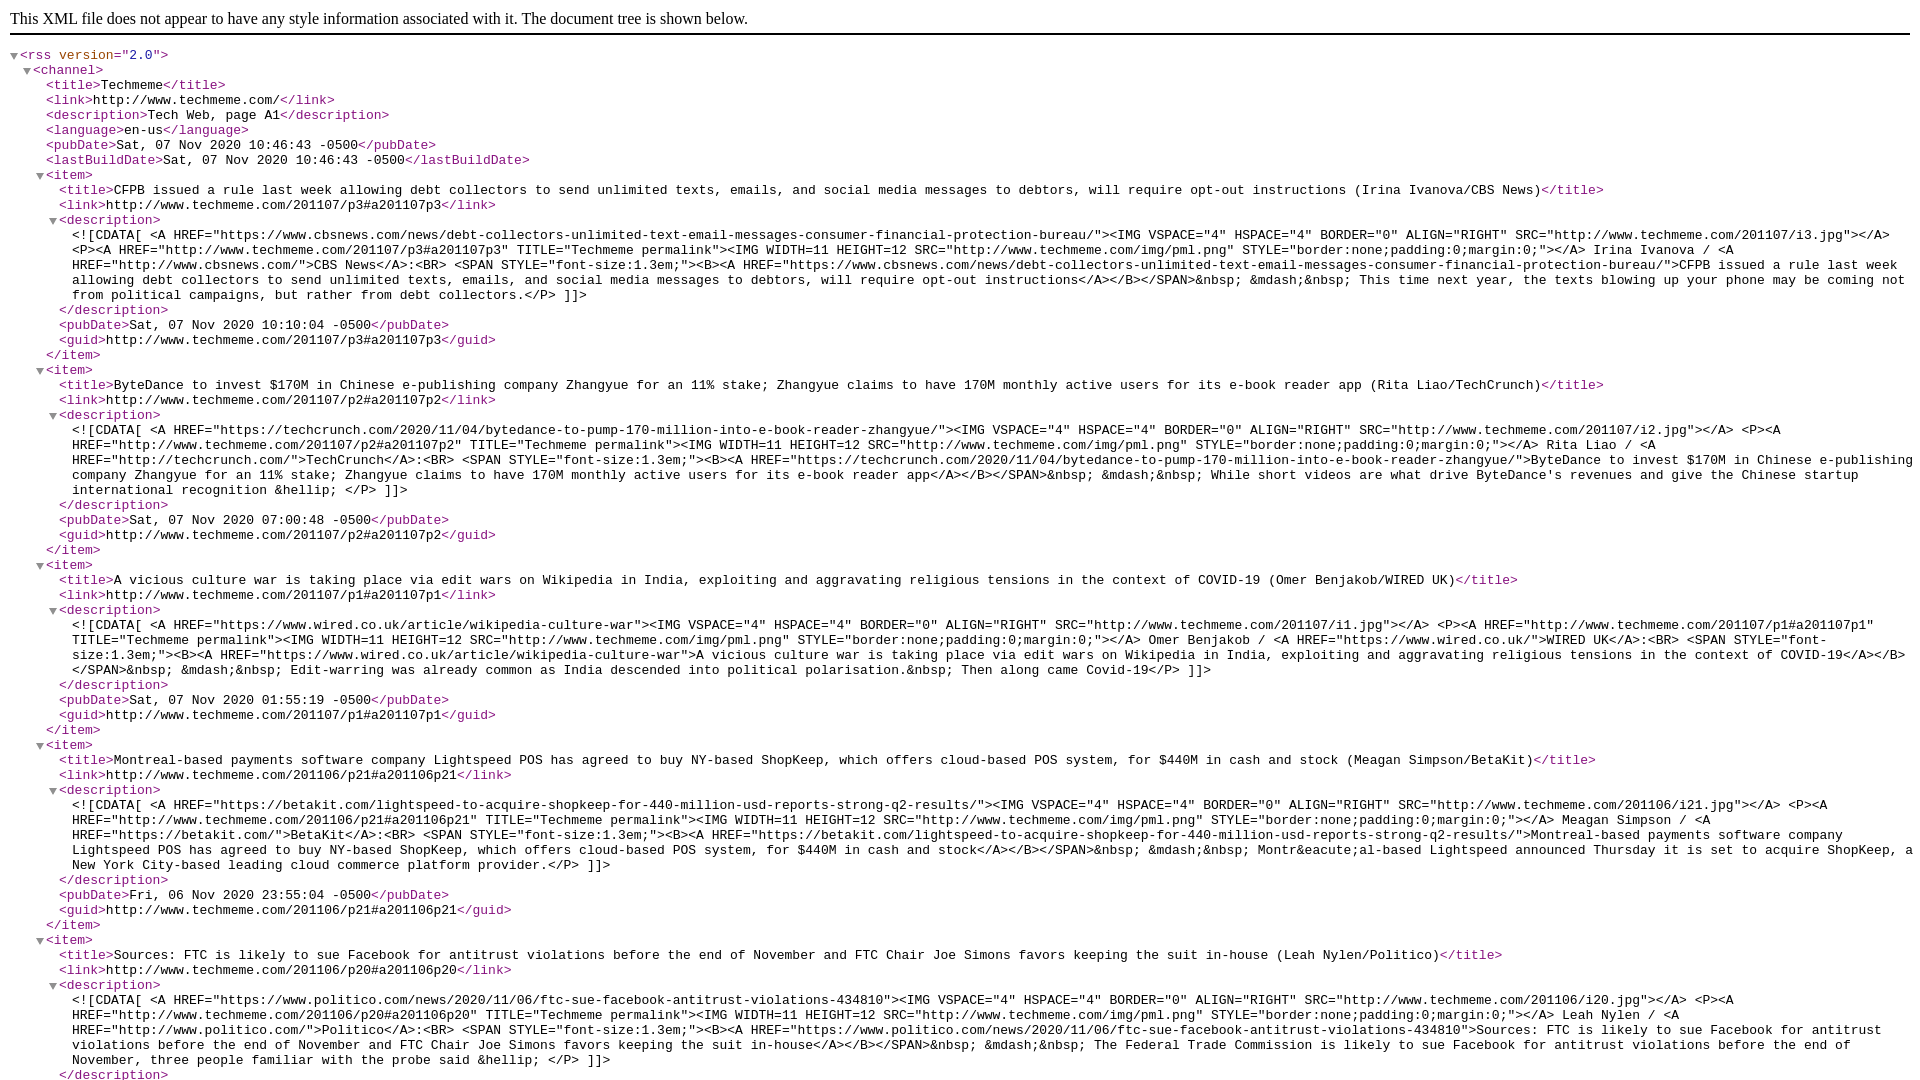 This XML file does not appear to have any style information associated with it. The document tree is shown below.
<rss version="2.0">
<channel>
<title>Techmeme</title>
<link>http://www.techmeme.com/</link>
<description>Tech Web, page A1</description>
<language>en-us</language>
<pubDate>Sat, 07 Nov 2020 10:46:43 -0500</pubDate>
<lastBuildDate>Sat, 07 Nov 2020 10:46:43 -0500</lastBuildDate>
<item>
<title>CFPB issued a rule last week allowing debt collectors to send unlimited texts, emails, and social media messages to debtors, will require opt-out instructions (Irina Ivanova/CBS News)</title>
<link>http://www.techmeme.com/201107/p3#a201107p3</link>
<description>
<![CDATA[ <A HREF="https://www.cbsnews.com/news/debt-collectors-unlimited-text-email-messages-consumer-financial-protection-bureau/"><IMG VSPACE="4" HSPACE="4" BORDER="0" ALIGN="RIGHT" SRC="http://www.techmeme.com/201107/i3.jpg"></A>
<P><A HREF="http://www.techmeme.com/201107/p3#a201107p3" TITLE="Techmeme permalink"><IMG WIDTH=11 HEIGHT=12 SRC="http://www.techmeme.com/img/pml.png" STYLE="border:none;padding:0;margin:0;"></A> Irina Ivanova / <A
HREF="http://www.cbsnews.com/">CBS News</A>:<BR> <SPAN STYLE="font-size:1.3em;"><B><A HREF="https://www.cbsnews.com/news/debt-collectors-unlimited-text-email-messages-consumer-financial-protection-bureau/">CFPB issued a rule last week
allowing debt collectors to send unlimited texts, emails, and social media messages to debtors, will require opt-out instructions</A></B></SPAN>&nbsp; &mdash;&nbsp; This time next year, the texts blowing up your phone may be coming not
from political campaigns, but rather from debt collectors.</P> ]]>
</description>
<pubDate>Sat, 07 Nov 2020 10:10:04 -0500</pubDate>
<guid>http://www.techmeme.com/201107/p3#a201107p3</guid>
</item>
<item>
<title>ByteDance to invest $170M in Chinese e-publishing company Zhangyue for an 11% stake; Zhangyue claims to have 170M monthly active users for its e-book reader app (Rita Liao/TechCrunch)</title>
<link>http://www.techmeme.com/201107/p2#a201107p2</link>
<description>
<![CDATA[ <A HREF="https://techcrunch.com/2020/11/04/bytedance-to-pump-170-million-into-e-book-reader-zhangyue/"><IMG VSPACE="4" HSPACE="4" BORDER="0" ALIGN="RIGHT" SRC="http://www.techmeme.com/201107/i2.jpg"></A> <P><A
HREF="http://www.techmeme.com/201107/p2#a201107p2" TITLE="Techmeme permalink"><IMG WIDTH=11 HEIGHT=12 SRC="http://www.techmeme.com/img/pml.png" STYLE="border:none;padding:0;margin:0;"></A> Rita Liao / <A
HREF="http://techcrunch.com/">TechCrunch</A>:<BR> <SPAN STYLE="font-size:1.3em;"><B><A HREF="https://techcrunch.com/2020/11/04/bytedance-to-pump-170-million-into-e-book-reader-zhangyue/">ByteDance to invest $170M in Chinese e-publishing
company Zhangyue for an 11% stake; Zhangyue claims to have 170M monthly active users for its e-book reader app</A></B></SPAN>&nbsp; &mdash;&nbsp; While short videos are what drive ByteDance's revenues and give the Chinese startup
international recognition &hellip; </P> ]]>
</description>
<pubDate>Sat, 07 Nov 2020 07:00:48 -0500</pubDate>
<guid>http://www.techmeme.com/201107/p2#a201107p2</guid>
</item>
<item>
<title>A vicious culture war is taking place via edit wars on Wikipedia in India, exploiting and aggravating religious tensions in the context of COVID-19 (Omer Benjakob/WIRED UK)</title>
<link>http://www.techmeme.com/201107/p1#a201107p1</link>
<description>
<![CDATA[ <A HREF="https://www.wired.co.uk/article/wikipedia-culture-war"><IMG VSPACE="4" HSPACE="4" BORDER="0" ALIGN="RIGHT" SRC="http://www.techmeme.com/201107/i1.jpg"></A> <P><A HREF="http://www.techmeme.com/201107/p1#a201107p1"
TITLE="Techmeme permalink"><IMG WIDTH=11 HEIGHT=12 SRC="http://www.techmeme.com/img/pml.png" STYLE="border:none;padding:0;margin:0;"></A> Omer Benjakob / <A HREF="https://www.wired.co.uk/">WIRED UK</A>:<BR> <SPAN STYLE="font-
size:1.3em;"><B><A HREF="https://www.wired.co.uk/article/wikipedia-culture-war">A vicious culture war is taking place via edit wars on Wikipedia in India, exploiting and aggravating religious tensions in the context of COVID-19</A></B>
</SPAN>&nbsp; &mdash;&nbsp; Edit-warring was already common as India descended into political polarisation.&nbsp; Then along came Covid-19</P> ]]>
</description>
<pubDate>Sat, 07 Nov 2020 01:55:19 -0500</pubDate>
<guid>http://www.techmeme.com/201107/p1#a201107p1</guid>
</item>
<item>
<title>Montreal-based payments software company Lightspeed POS has agreed to buy NY-based ShopKeep, which offers cloud-based POS system, for $440M in cash and stock (Meagan Simpson/BetaKit)</title>
<link>http://www.techmeme.com/201106/p21#a201106p21</link>
<description>
<![CDATA[ <A HREF="https://betakit.com/lightspeed-to-acquire-shopkeep-for-440-million-usd-reports-strong-q2-results/"><IMG VSPACE="4" HSPACE="4" BORDER="0" ALIGN="RIGHT" SRC="http://www.techmeme.com/201106/i21.jpg"></A> <P><A
HREF="http://www.techmeme.com/201106/p21#a201106p21" TITLE="Techmeme permalink"><IMG WIDTH=11 HEIGHT=12 SRC="http://www.techmeme.com/img/pml.png" STYLE="border:none;padding:0;margin:0;"></A> Meagan Simpson / <A
HREF="https://betakit.com/">BetaKit</A>:<BR> <SPAN STYLE="font-size:1.3em;"><B><A HREF="https://betakit.com/lightspeed-to-acquire-shopkeep-for-440-million-usd-reports-strong-q2-results/">Montreal-based payments software company
Lightspeed POS has agreed to buy NY-based ShopKeep, which offers cloud-based POS system, for $440M in cash and stock</A></B></SPAN>&nbsp; &mdash;&nbsp; Montr&eacute;al-based Lightspeed announced Thursday it is set to acquire ShopKeep, a
New York City-based leading cloud commerce platform provider.</P> ]]>
</description>
<pubDate>Fri, 06 Nov 2020 23:55:04 -0500</pubDate>
<guid>http://www.techmeme.com/201106/p21#a201106p21</guid>
</item>
<item>
<title>Sources: FTC is likely to sue Facebook for antitrust violations before the end of November and FTC Chair Joe Simons favors keeping the suit in-house (Leah Nylen/Politico)</title>
<link>http://www.techmeme.com/201106/p20#a201106p20</link>
<description>
<![CDATA[ <A HREF="https://www.politico.com/news/2020/11/06/ftc-sue-facebook-antitrust-violations-434810"><IMG VSPACE="4" HSPACE="4" BORDER="0" ALIGN="RIGHT" SRC="http://www.techmeme.com/201106/i20.jpg"></A> <P><A
HREF="http://www.techmeme.com/201106/p20#a201106p20" TITLE="Techmeme permalink"><IMG WIDTH=11 HEIGHT=12 SRC="http://www.techmeme.com/img/pml.png" STYLE="border:none;padding:0;margin:0;"></A> Leah Nylen / <A
HREF="http://www.politico.com/">Politico</A>:<BR> <SPAN STYLE="font-size:1.3em;"><B><A HREF="https://www.politico.com/news/2020/11/06/ftc-sue-facebook-antitrust-violations-434810">Sources: FTC is likely to sue Facebook for antitrust
violations before the end of November and FTC Chair Joe Simons favors keeping the suit in-house</A></B></SPAN>&nbsp; &mdash;&nbsp; The Federal Trade Commission is likely to sue Facebook for antitrust violations before the end of
November, three people familiar with the probe said &hellip; </P> ]]>
</description>